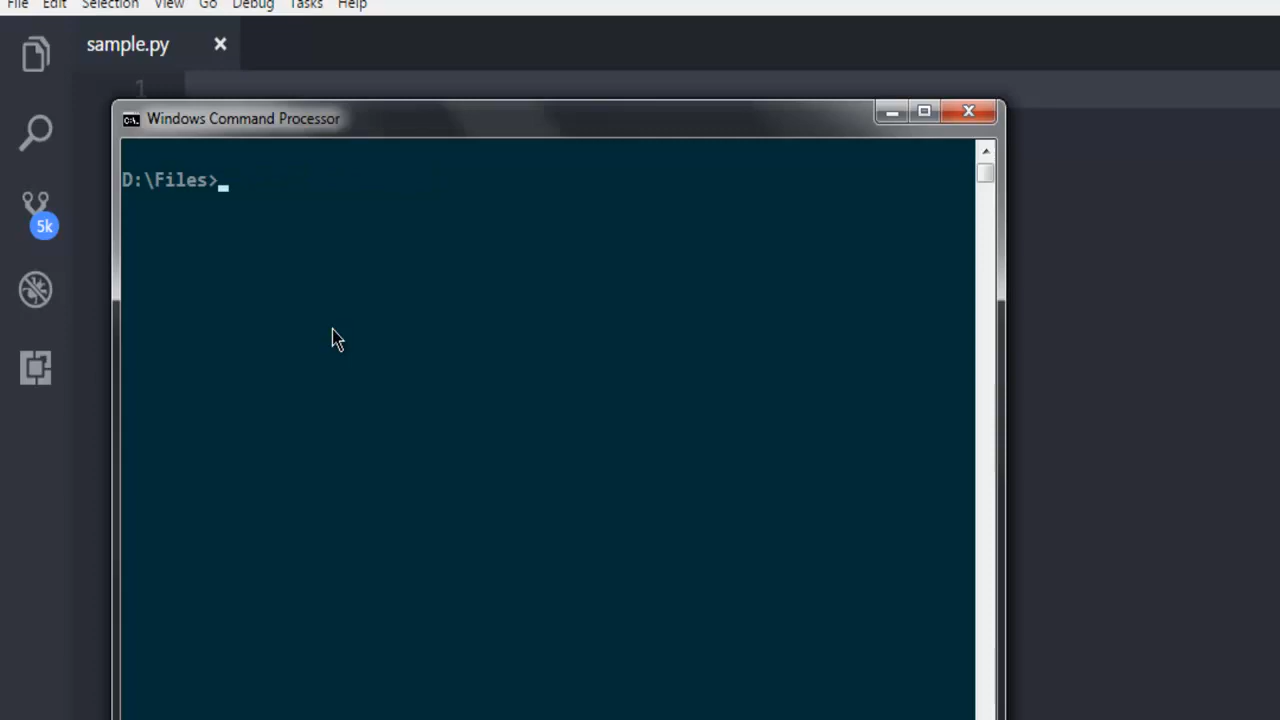 File Edit Selection View Go Debug Tasks Help
sample.py
1
Windows Command Processor
D:\Files>
5k